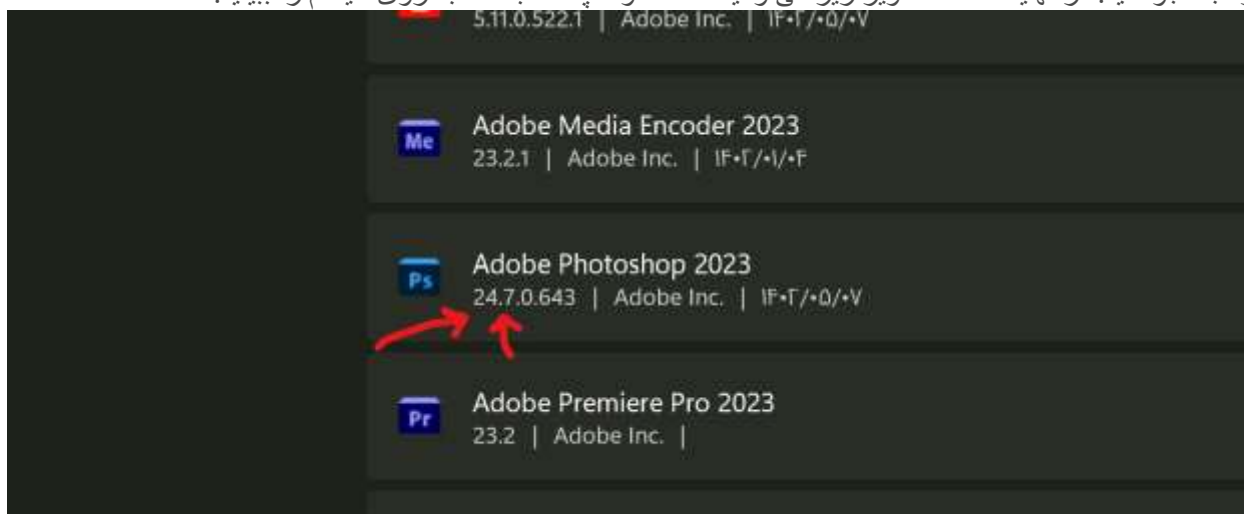 5.11.0.522.1 | Adobe Inc. | ۱۴۰۲/۰۵/۰۷
Me
Adobe Media Encoder 2023
23.2.1 | Adobe Inc. | ۱۴۰۲/۰۱/۰۴
Ps
Adobe Photoshop 2023
24.7.0.643 | Adobe Inc. | ۱۴۰۲/۰۵/۰۷
Pr
Adobe Premiere Pro 2023
23.2 | Adobe Inc. |